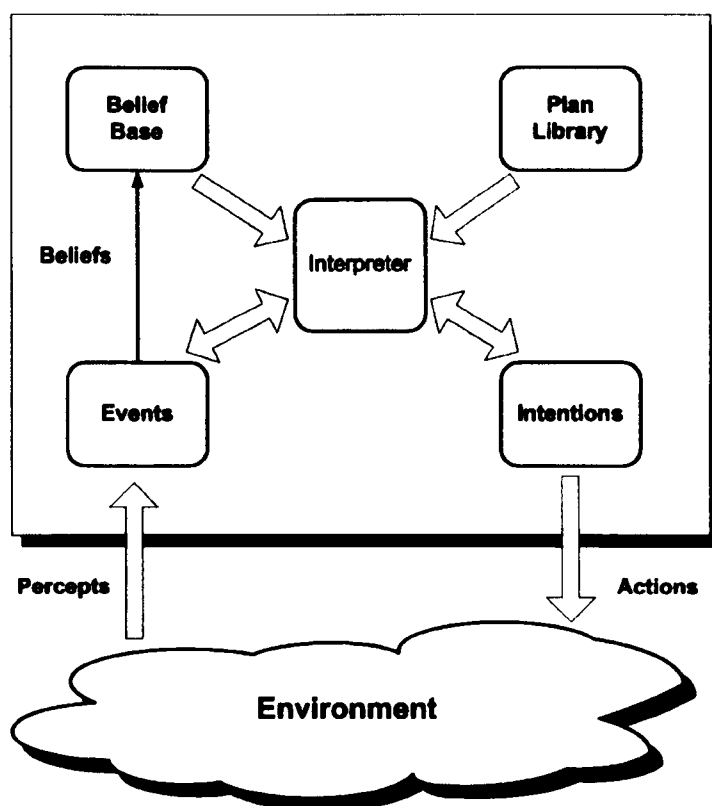 Belief
Base
Plan
Library
Beliefs
Interpreter
Events
Intentions
Percepts
Actions
Environment